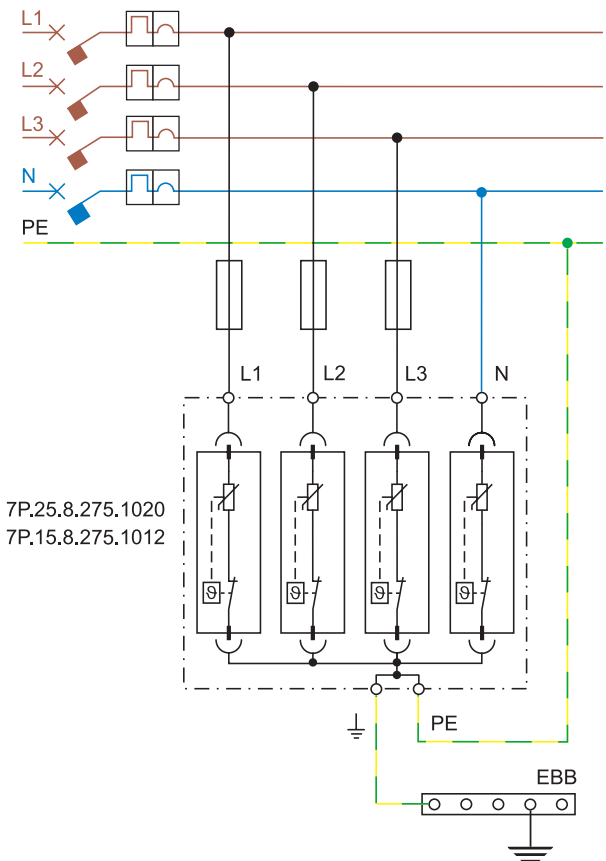 L1
L2
L3
N
PE
L1 L2 L3 N
7P.25.8.275.1020
7P.15.8.275.1012
ϑ ϑ ϑ ϑ
PE
EBB